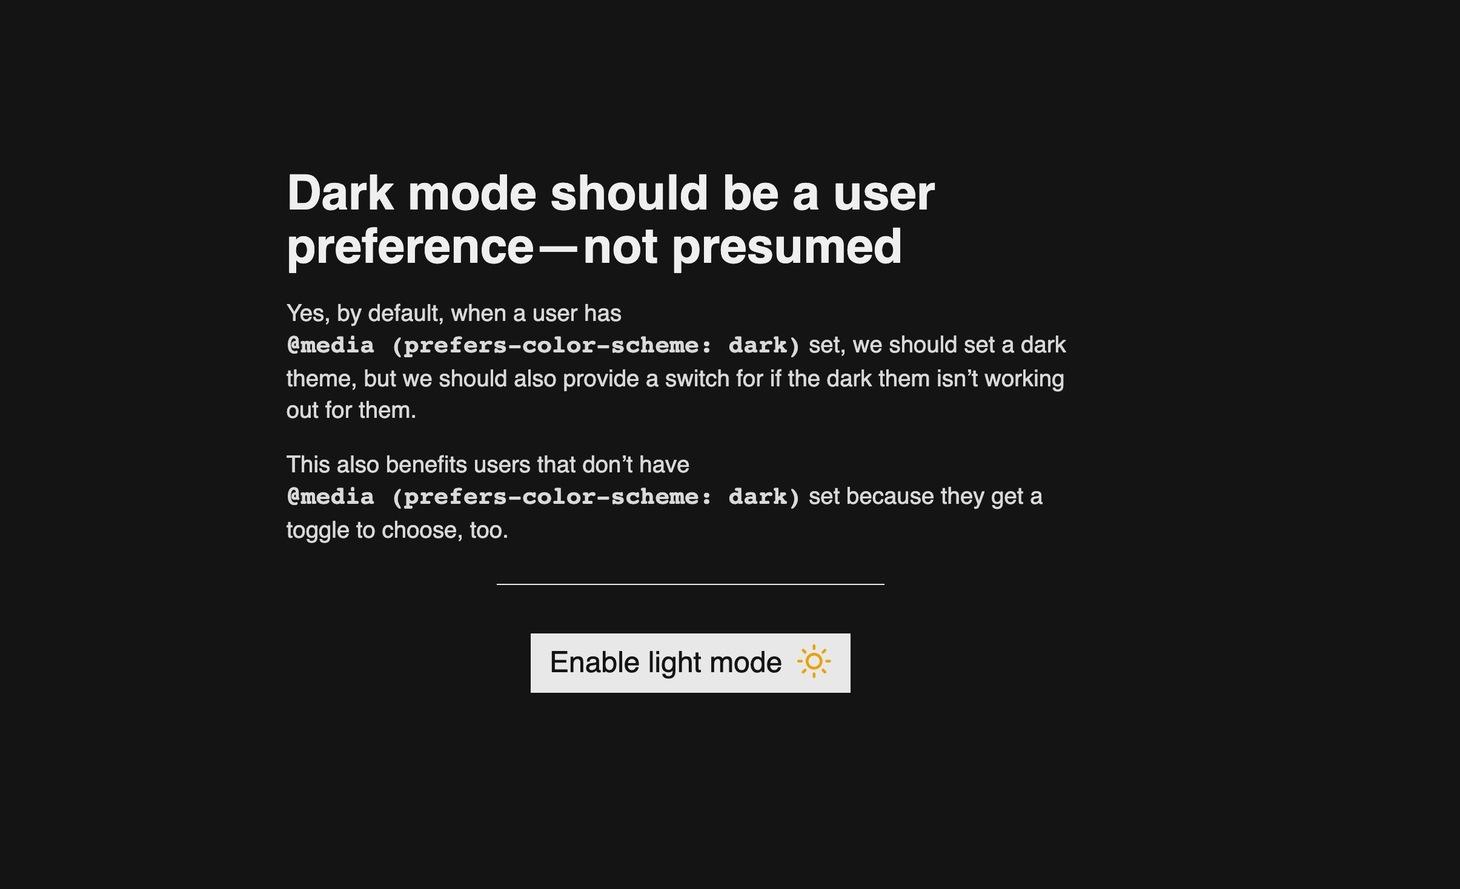 Dark mode should be a user
preference—not presumed
Yes, by default, when a user has
@media (prefers-color-scheme: dark) set, we should set a dark
theme, but we should also provide a switch for if the dark them isn’t working
out for them.
This also benefits users that don’t have
@media (prefers-color-scheme: dark) set because they get a
toggle to choose, too.
Enable light mode